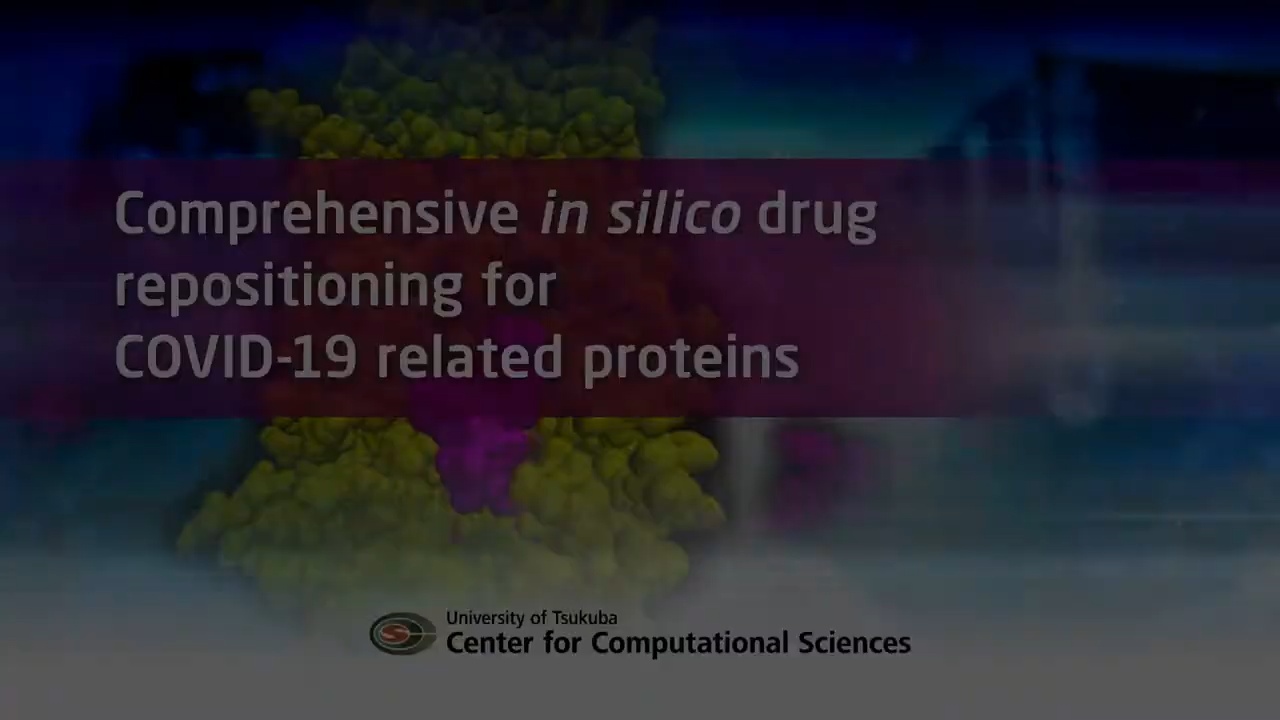 Comprehensive in silico drug
repositioning for
COVID-19 related proteins
University of Tsukuba
Center for Computational Sciences